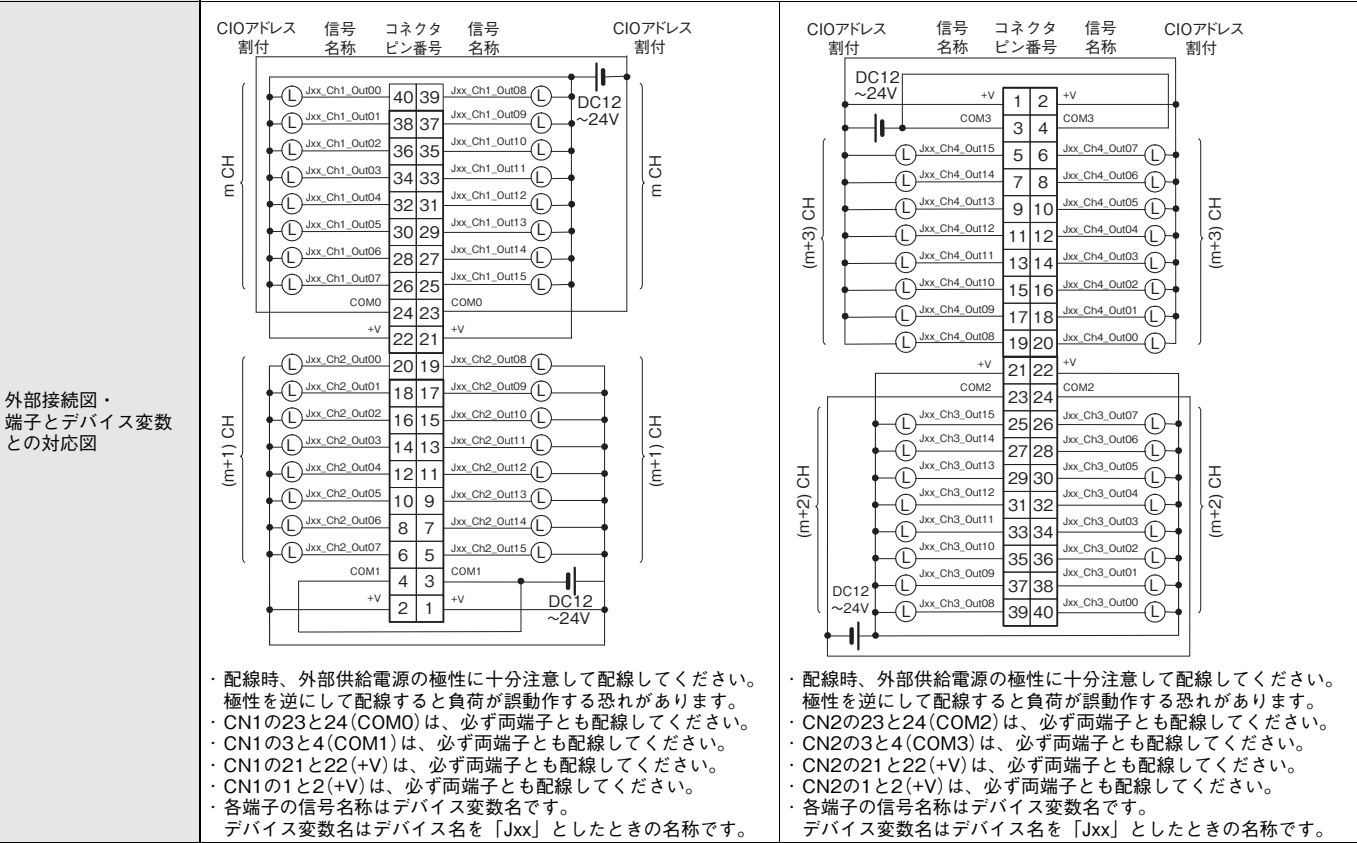 外部接続図・
端子とデバイス変数
との対応図
CIOアドレス 信号 コネクタ 信号 CIOアドレス
割付 名称 ピン番号 名称 割付
DC12
～24V
m CH
m CH
L Jxx_Ch1_Out00 40 39 Jxx_Ch1_Out08 L
L Jxx_Ch1_Out01 38 37 Jxx_Ch1_Out09 L
L Jxx_Ch1_Out02 36 35 Jxx_Ch1_Out10 L
L Jxx_Ch1_Out03 34 33 Jxx_Ch1_Out11 L
L Jxx_Ch1_Out04 32 31 Jxx_Ch1_Out12 L
L Jxx_Ch1_Out05 30 29 Jxx_Ch1_Out13 L
L Jxx_Ch1_Out06 28 27 Jxx_Ch1_Out14 L
L Jxx_Ch1_Out07 26 25 Jxx_Ch1_Out15 L
COM0 24 23 COM0
+V 22 21 +V
(m+1) CH
(m+1) CH
L Jxx_Ch2_Out00 20 19 Jxx_Ch2_Out08 L
L Jxx_Ch2_Out01 18 17 Jxx_Ch2_Out09 L
L Jxx_Ch2_Out02 16 15 Jxx_Ch2_Out10 L
L Jxx_Ch2_Out03 14 13 Jxx_Ch2_Out11 L
L Jxx_Ch2_Out04 12 11 Jxx_Ch2_Out12 L
L Jxx_Ch2_Out05 10 9 Jxx_Ch2_Out13 L
L Jxx_Ch2_Out06 8 7 Jxx_Ch2_Out14 L
L Jxx_Ch2_Out07 6 5 Jxx_Ch2_Out15 L
COM1 4 3 COM1
+V 2 1 +V
DC12
～24V
・配線時、外部供給電源の極性に十分注意して配線してください。
極性を逆にして配線すると負荷が誤動作する恐れがあります。
・CN1の23と24(COM0)は、必ず両端子とも配線してください。
・CN1の3と4(COM1)は、必ず両端子とも配線してください。
・CN1の21と22(+V)は、必ず両端子とも配線してください。
・CN1の1と2(+V)は、必ず両端子とも配線してください。
・各端子の信号名称はデバイス変数名です。
デバイス変数名はデバイス名を「Jxx」としたときの名称です。
CIOアドレス 信号 コネクタ 信号 CIOアドレス
割付 名称 ピン番号 名称 割付
DC12
～24V
+V 1 2 +V
COM3 3 4 COM3
(m+3) CH
(m+3) CH
L Jxx_Ch4_Out15 5 6 Jxx_Ch4_Out07 L
L Jxx_Ch4_Out14 7 8 Jxx_Ch4_Out06 L
L Jxx_Ch4_Out13 9 10 Jxx_Ch4_Out05 L
L Jxx_Ch4_Out12 11 12 Jxx_Ch4_Out04 L
L Jxx_Ch4_Out11 13 14 Jxx_Ch4_Out03 L
L Jxx_Ch4_Out10 15 16 Jxx_Ch4_Out02 L
L Jxx_Ch4_Out09 17 18 Jxx_Ch4_Out01 L
L Jxx_Ch4_Out08 19 20 Jxx_Ch4_Out00 L
+V 21 22 +V
COM2 23 24 COM2
(m+2) CH
(m+2) CH
L Jxx_Ch3_Out15 25 26 Jxx_Ch3_Out07 L
L Jxx_Ch3_Out14 27 28 Jxx_Ch3_Out06 L
L Jxx_Ch3_Out13 29 30 Jxx_Ch3_Out05 L
L Jxx_Ch3_Out12 31 32 Jxx_Ch3_Out04 L
L Jxx_Ch3_Out11 33 34 Jxx_Ch3_Out03 L
L Jxx_Ch3_Out10 35 36 Jxx_Ch3_Out02 L
L Jxx_Ch3_Out09 37 38 Jxx_Ch3_Out01 L
L Jxx_Ch3_Out08 39 40 Jxx_Ch3_Out00 L
DC12
～24V
・配線時、外部供給電源の極性に十分注意して配線してください。
極性を逆にして配線すると負荷が誤動作する恐れがあります。
・CN2の23と24(COM2)は、必ず両端子とも配線してください。
・CN2の3と4(COM3)は、必ず両端子とも配線してください。
・CN2の21と22(+V)は、必ず両端子とも配線してください。
・CN2の1と2(+V)は、必ず両端子とも配線してください。
・各端子の信号名称はデバイス変数名です。
デバイス変数名はデバイス名を「Jxx」としたときの名称です。